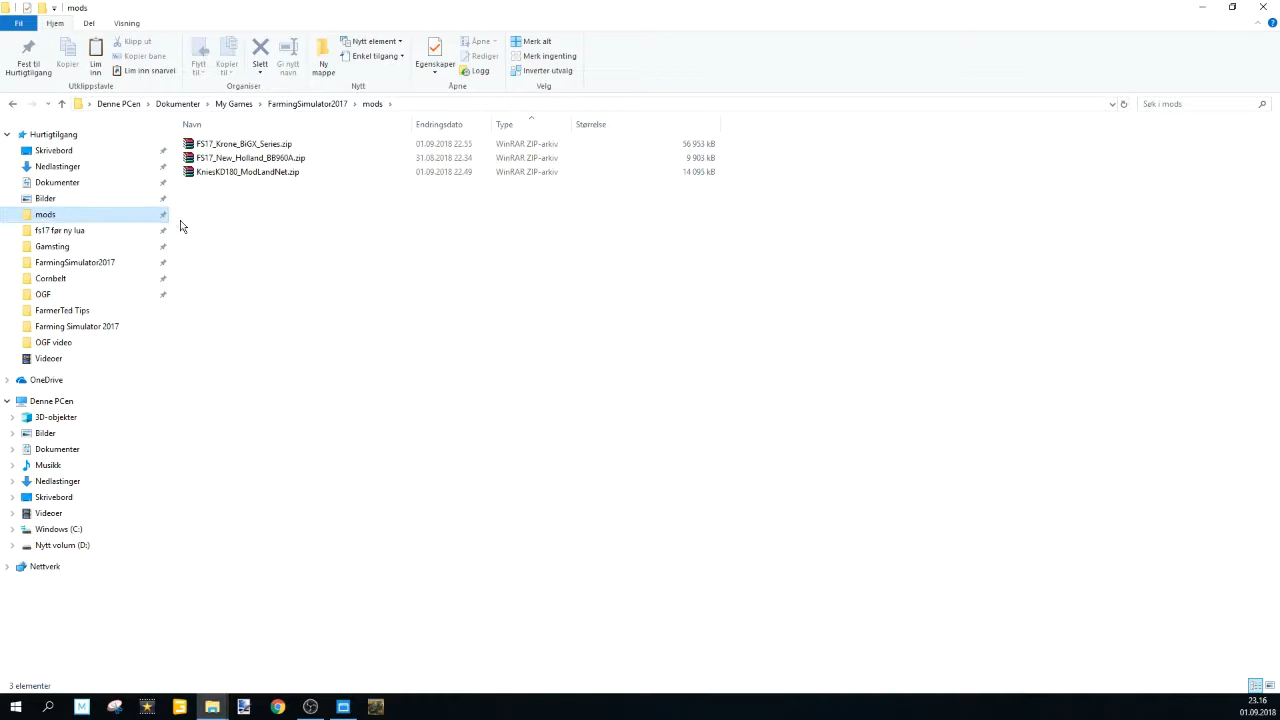 mods
Fil Hjem Del Visning
Fest til Hurtigtilgang
Kopier
Lim inn
Klipp ut
Kopier bane
Lim inn snarvei
Utklippstavle
Flytt til
Kopier til
Slett
Gi nytt navn
Organiser
Ny mappe
Nytt element
Enkel tilgang
Nytt
Egenskaper
Åpne
Rediger
Logg
Åpne
Merk alt
Merk ingenting
Inverter utvalg
Velg
Denne PCen > Dokumenter > My Games > FarmingSimulator2017 > mods >
Søk i mods
Navn Endringsdato Type Størrelse
FS17_Krone_BiGX_Series.zip 01.09.2018 22.55 WinRAR ZIP-arkiv 56 953 kB
FS17_New_Holland_BB960A.zip 31.08.2018 22.34 WinRAR ZIP-arkiv 9 903 kB
KniesKD180_ModLandNet.zip 01.09.2018 22.49 WinRAR ZIP-arkiv 14 095 kB
Hurtigtilgang
Skrivebord
Nedlastinger
Dokumenter
Bilder
mods
fs17 før ny lua
Gamsting
FarmingSimulator2017
Cornbelt
OGF
FarmerTed Tips
Farming Simulator 2017
OGF video
Videoer
OneDrive
Denne PCen
3D-objekter
Bilder
Dokumenter
Musikk
Nedlastinger
Skrivebord
Videoer
Windows (C:)
Nytt volum (D:)
Nettverk
3 elementer
23.16
01.09.2018